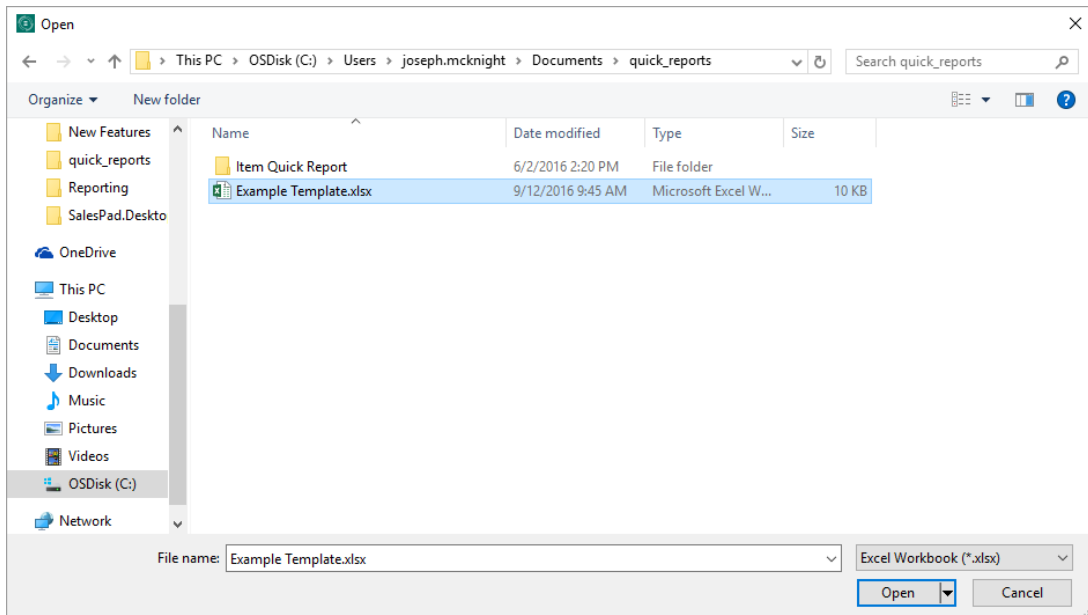 Open
This PC > OSDisk (C:) > Users > joseph.mcknight > Documents > quick_reports
Search quick_reports
Organize
New folder
New Features
quick_reports
Reporting
SalesPad.Deskto
OneDrive
This PC
Desktop
Documents
Downloads
Music
Pictures
Videos
OSDisk (C:)
Network
Name Date modified Type Size
Item Quick Report 6/2/2016 2:20 PM File folder
Example Template.xlsx 9/12/2016 9:45 AM Microsoft Excel W... 10 KB
File name: Example Template.xlsx
Excel Workbook (*.xlsx)
Open
Cancel